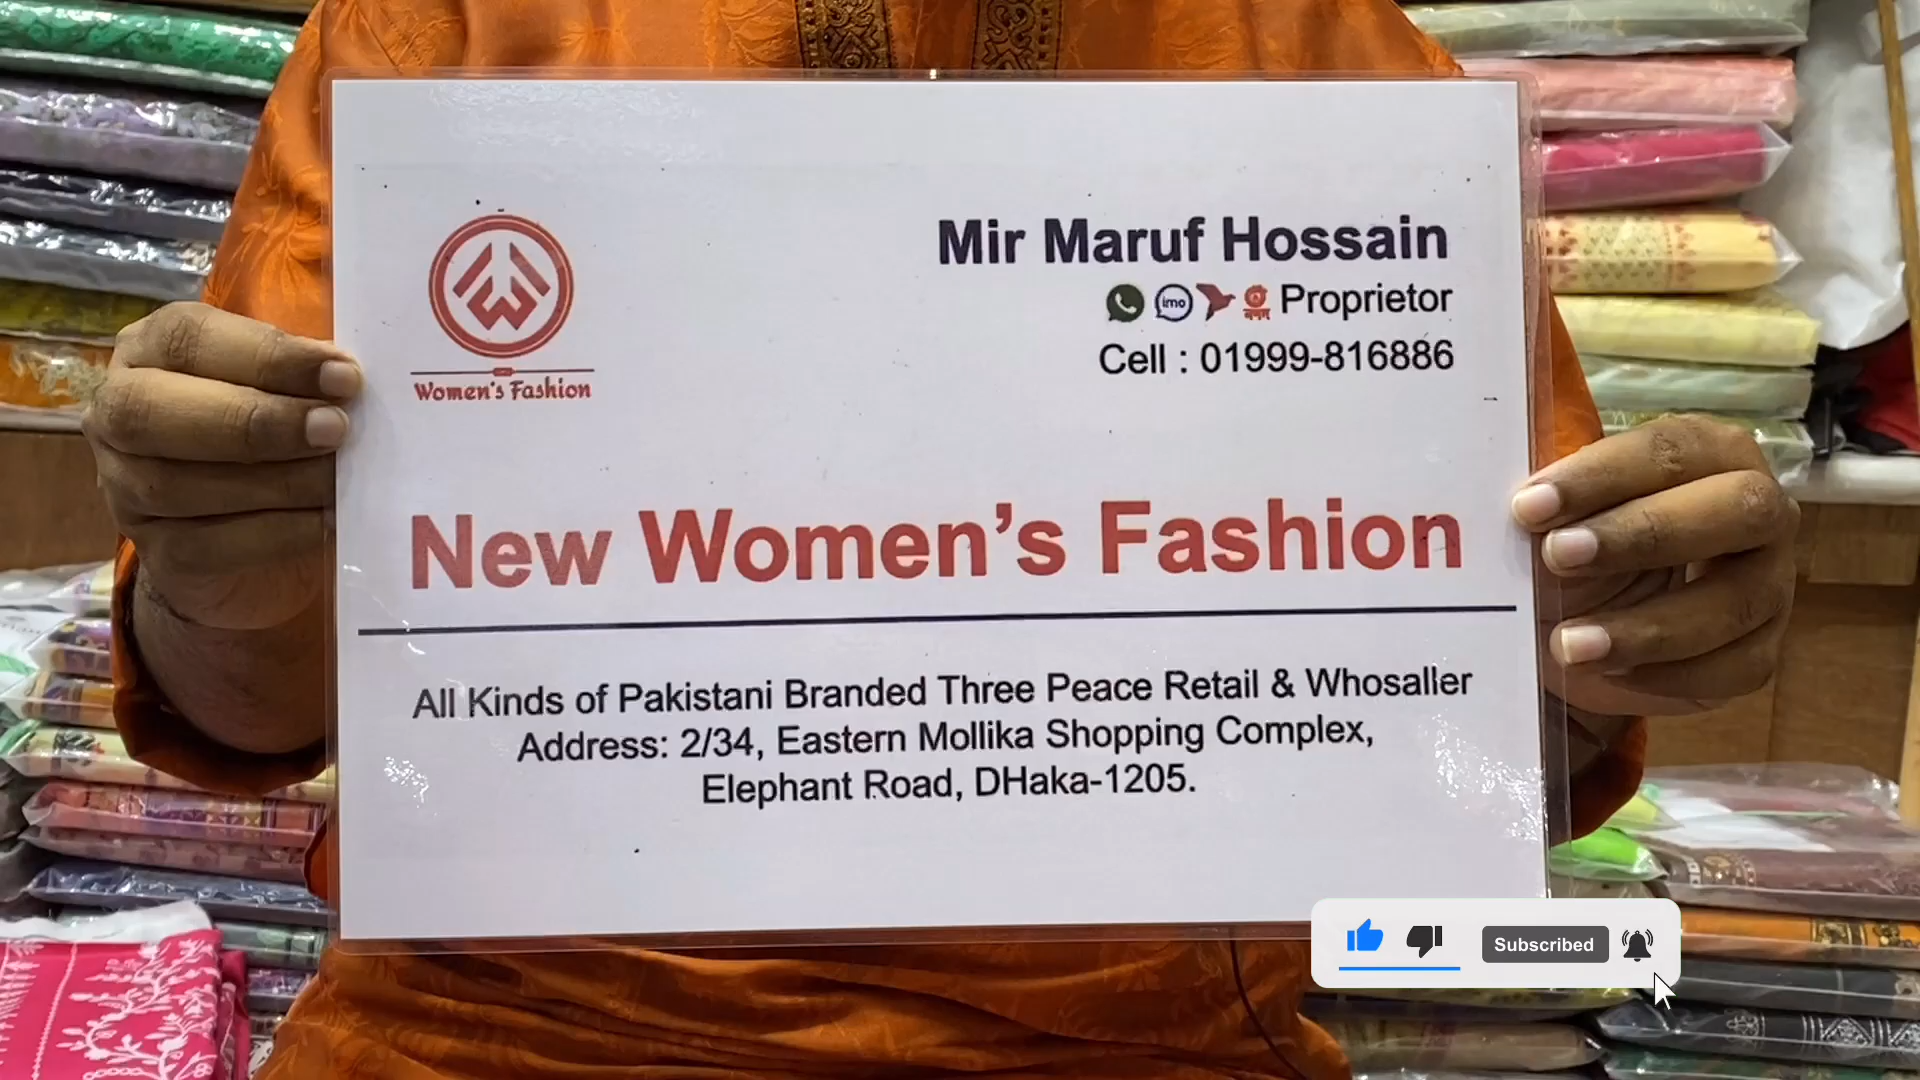 Women's Fashion
Mir Maruf Hossain
imo Proprietor
Cell : 01999-816886
New Women's Fashion
All Kinds of Pakistani Branded Three Peace Retail & Whosaller
Address: 2/34, Eastern Mollika Shopping Complex,
Elephant Road, DHaka-1205.
Subscribed